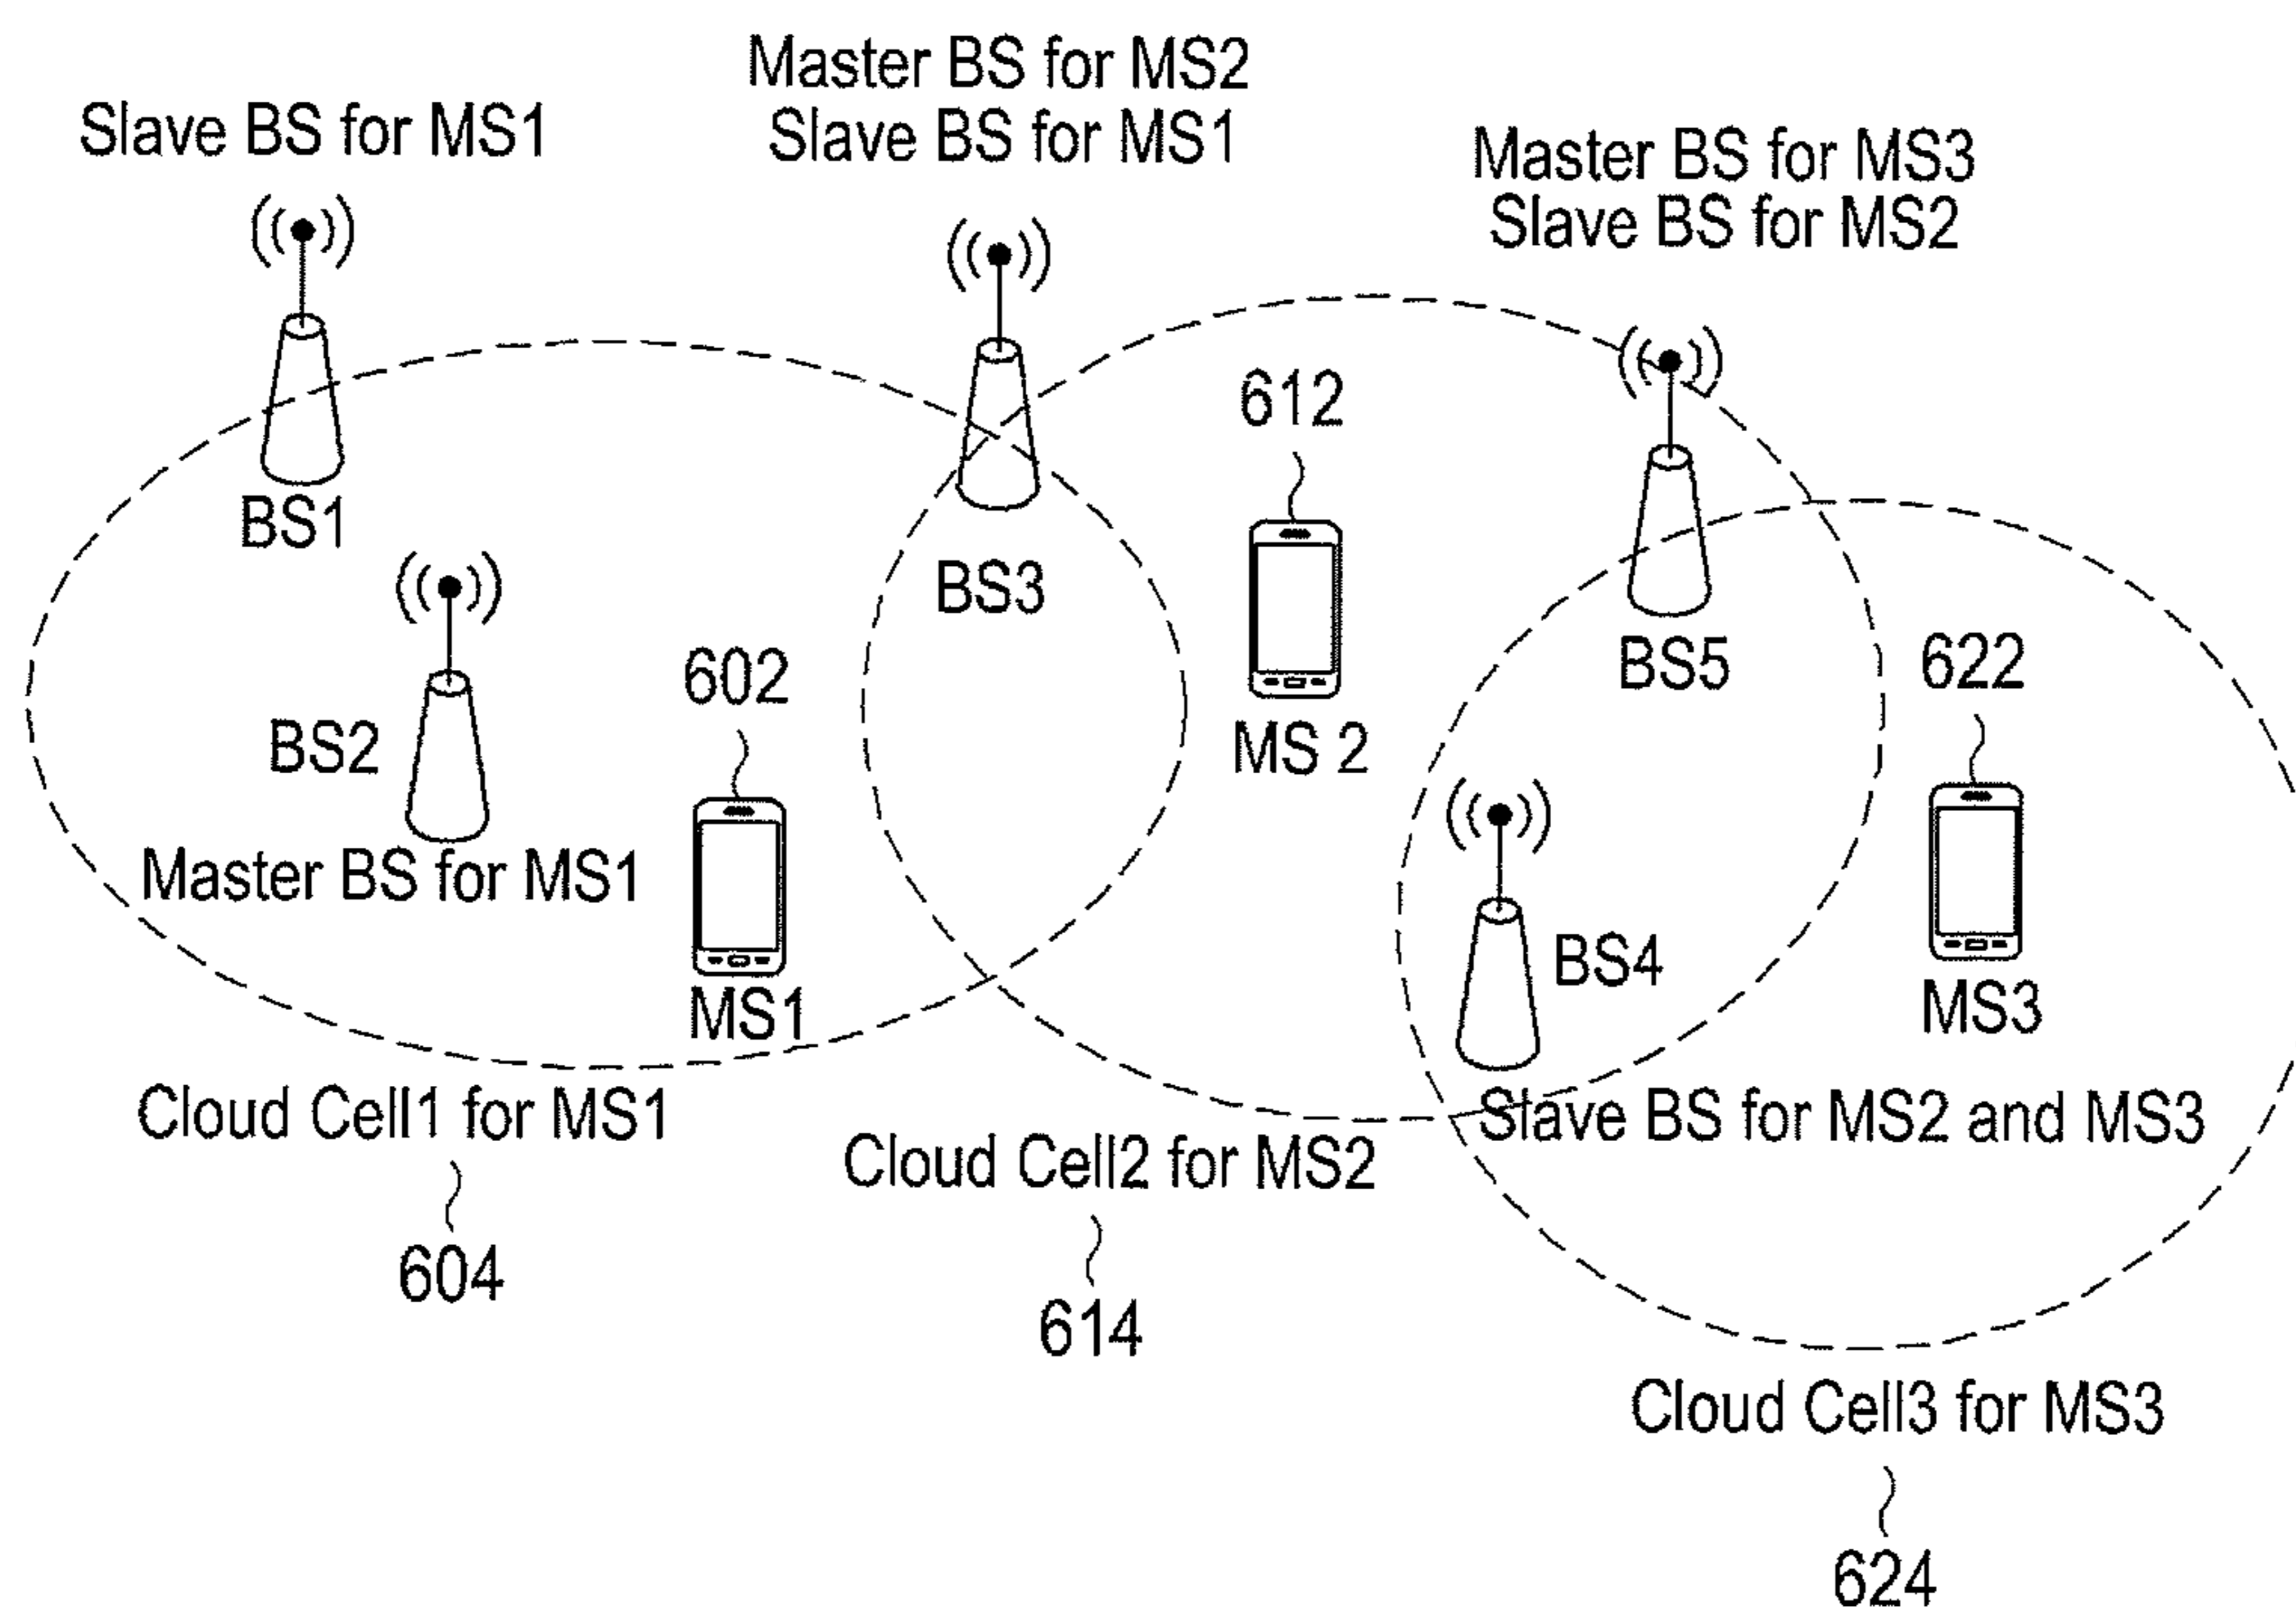 Master BS for MS2
Slave BS for MS1
Slave BS for MS1
Master BS for MS3
Slave BS for MS2
612
BS1
BS3
602
BS5
622
BS2
MS 2
Master BS for MS1
BS4
MS1
MS3
Cloud Cell1 for MS1
Slave BS for MS2 and MS3
Cloud Cell2 for MS2
604
614
Cloud Cell3 for MS3
624